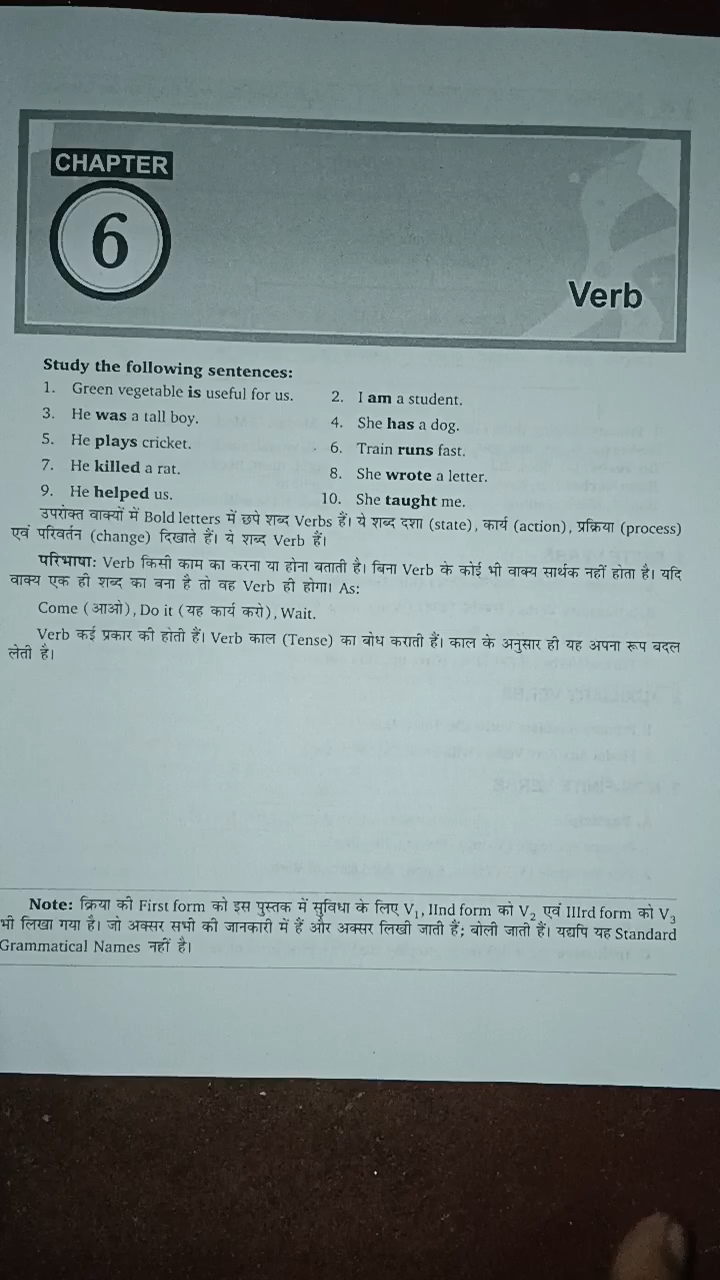 CHAPTER
6
Verb
Study the following sentences:
1. Green vegetable is useful for us. 2. I am a student.
3. He was a tall boy. 4. She has a dog.
5. He plays cricket. 6. Train runs fast.
7. He killed a rat. 8. She wrote a letter.
9. He helped us. 10. She taught me.
उपरोक्त वाक्यों में Bold letters में छपे शब्द Verbs हैं। ये शब्द दशा (state), कार्य (action), प्रक्रिया (process)
एवं परिवर्तन (change) दिखाते हैं। ये शब्द Verb हैं।
परिभाषा: Verb किसी काम का करना या होना बताती है। बिना Verb के कोई भी वाक्य सार्थक नहीं होता है। यदि
वाक्य एक ही शब्द का बना है तो वह Verb ही होगा। As:
Come (आओ), Do it (यह कार्य करो), Wait.
Verb कई प्रकार की होती हैं। Verb काल (Tense) का बोध कराती हैं। काल के अनुसार ही यह अपना रूप बदल
लेती है।
Note: क्रिया की First form को इस पुस्तक में सुविधा के लिए V₁, IInd form को V₂ एवं IIIrd form को V₃
भी लिखा गया है। जो अक्सर सभी की जानकारी में हैं और अक्सर लिखी जाती हैं; बोली जाती हैं। यद्यपि यह Standard
Grammatical Names नहीं है।